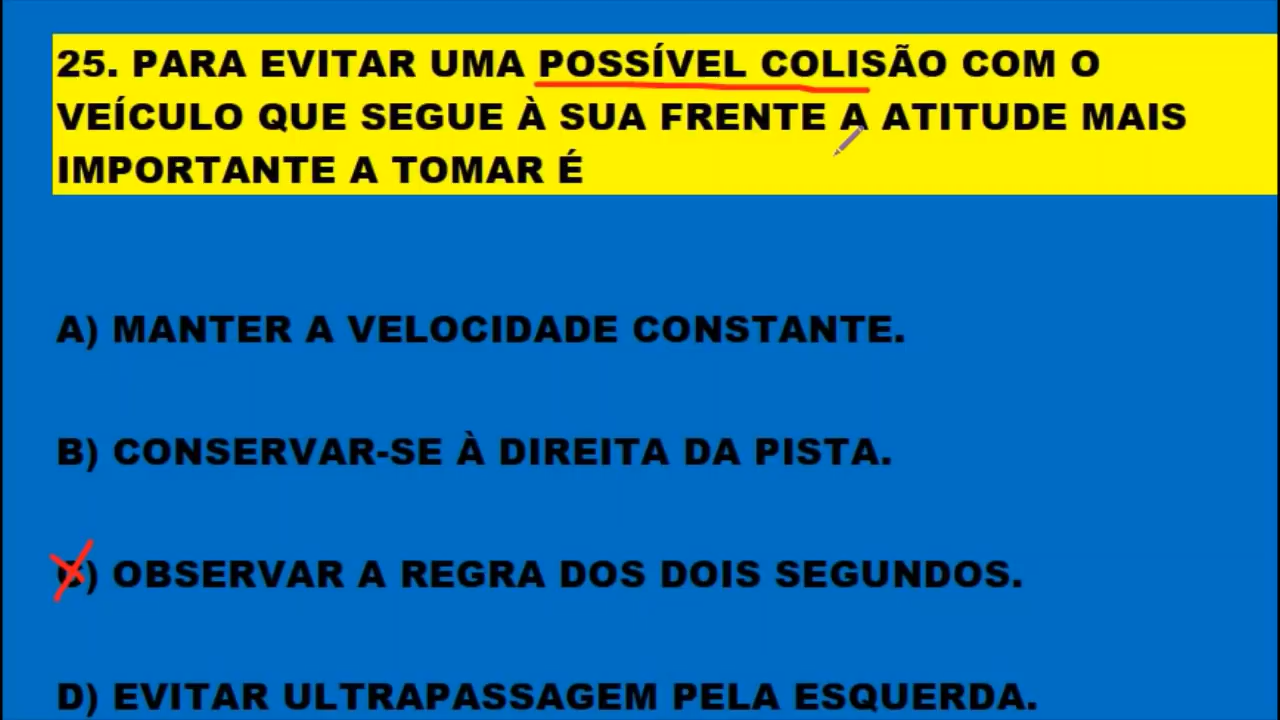 25. PARA EVITAR UMA POSSÍVEL COLISÃO COM O
VEÍCULO QUE SEGUE À SUA FRENTE A ATITUDE MAIS
IMPORTANTE A TOMAR É
A) MANTER A VELOCIDADE CONSTANTE.
B) CONSERVAR-SE À DIREITA DA PISTA.
C) OBSERVAR A REGRA DOS DOIS SEGUNDOS.
D) EVITAR ULTRAPASSAGEM PELA ESQUERDA.